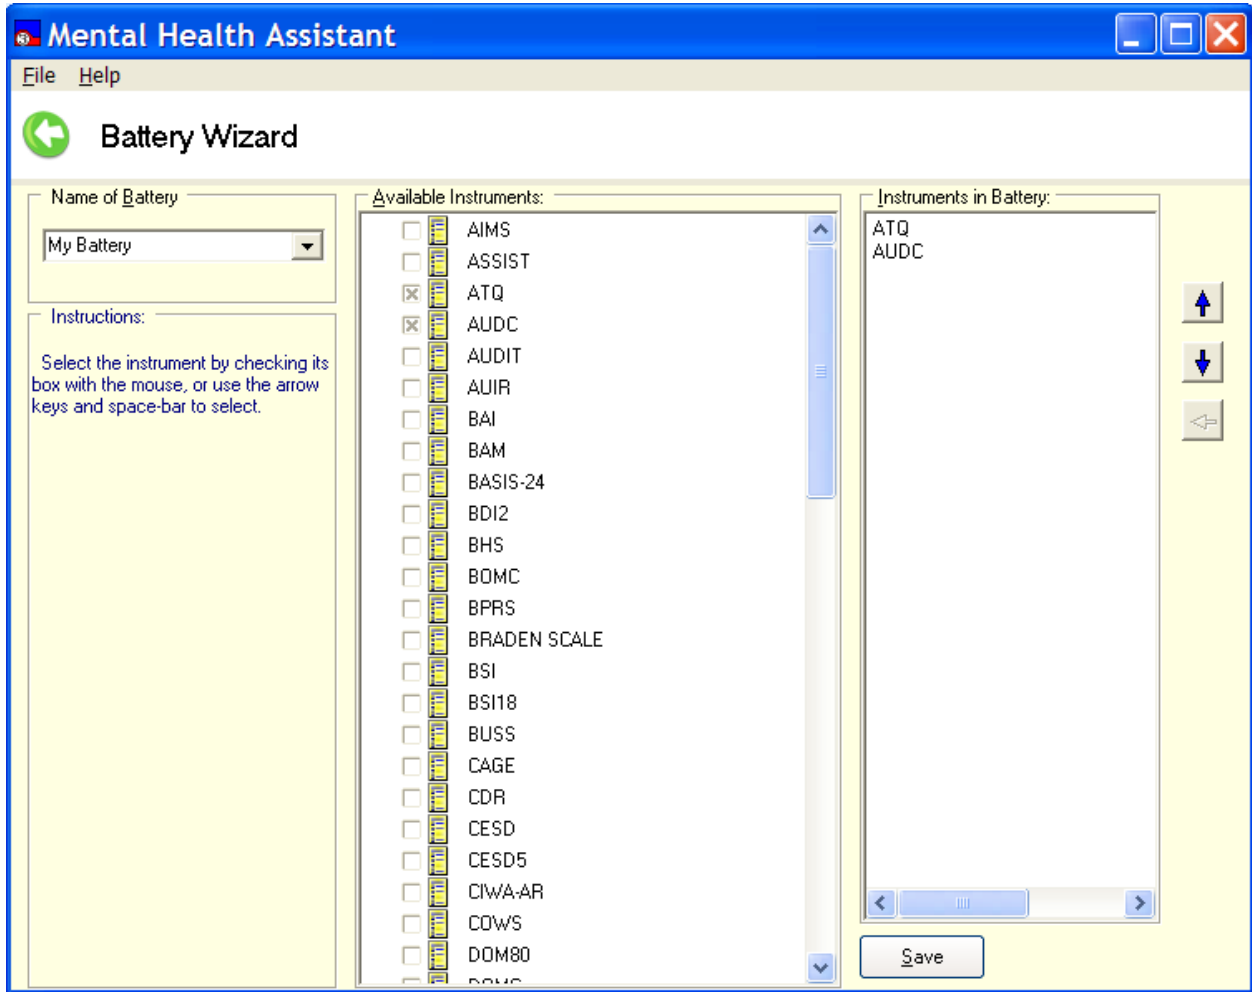 Mental Health Assistant
File Help
Battery Wizard
Name of Battery
My Battery
Instructions:
Select the instrument by checking its
box with the mouse, or use the arrow
keys and space-bar to select.
Available Instruments:
AIMS
ASSIST
ATQ
AUDC
AUDIT
AUIR
BAI
BAM
BASIS-24
BDI2
BHS
BOMC
BPRS
BRADEN SCALE
BSI
BSI18
BUSS
CAGE
CDR
CESD
CESD5
CIWA-AR
COWS
DOM80
Instruments in Battery:
ATQ
AUDC
Save